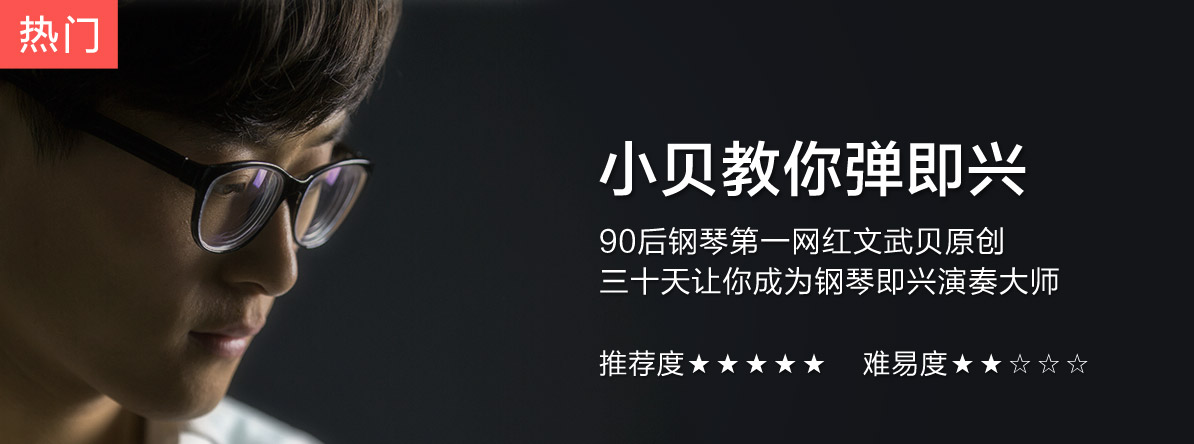 热门
小贝教你弹即兴
90后钢琴第一网红文武贝原创
三十天让你成为钢琴即兴演奏大师
推荐度★★★★★ 难易度★★☆☆☆